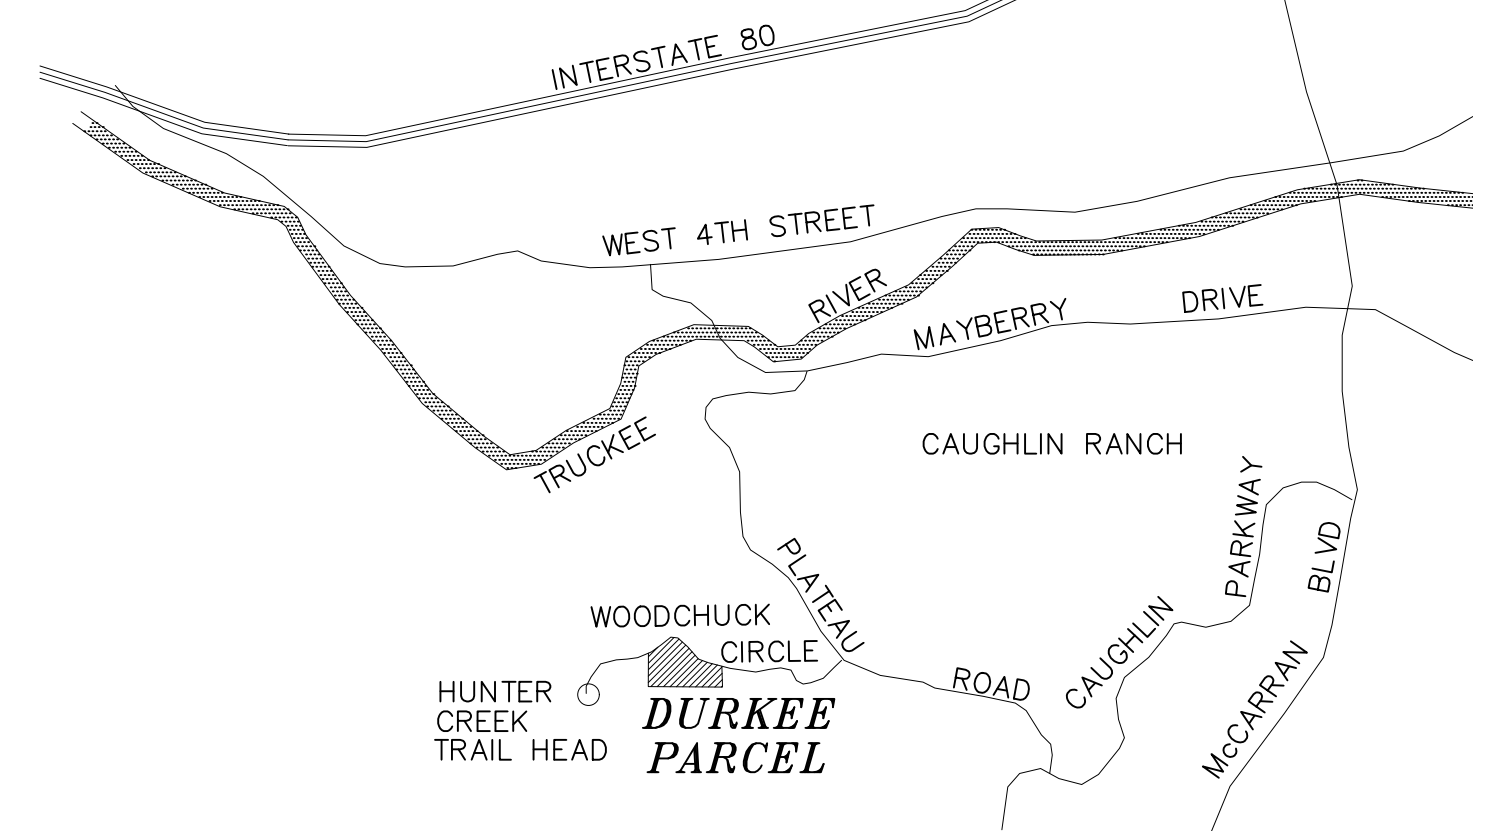 INTERSTATE 80
WEST 4TH STREET
TRUCKEE RIVER
MAYBERRY DRIVE
CAUGHLIN RANCH
CAUGHLIN PARKWAY
McCARRAN BLVD
PLATEAU ROAD
WOODCHUCK
CIRCLE
HUNTER
CREEK
TRAIL HEAD
DURKEE
PARCEL